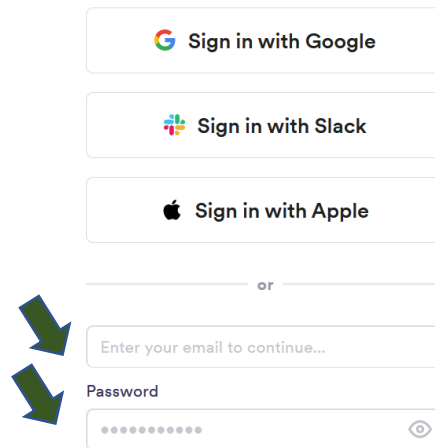 Sign in with Google
Sign in with Slack
Sign in with Apple
or
Enter your email to continue...
Password